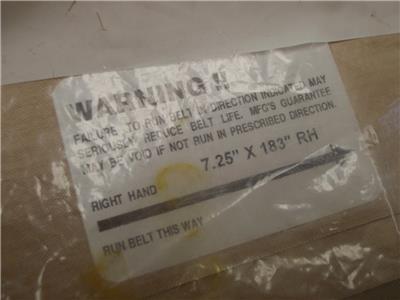 WARNING !!
FAILURE TO RUN BELT IN DIRECTION INDICATED MAY
SERIOUSLY REDUCE BELT LIFE. MFG'S GUARANTEE
MAY BE VOID IF NOT RUN IN PRESCRIBED DIRECTION.
7.25" X 183" RH
RIGHT HAND
RUN BELT THIS WAY